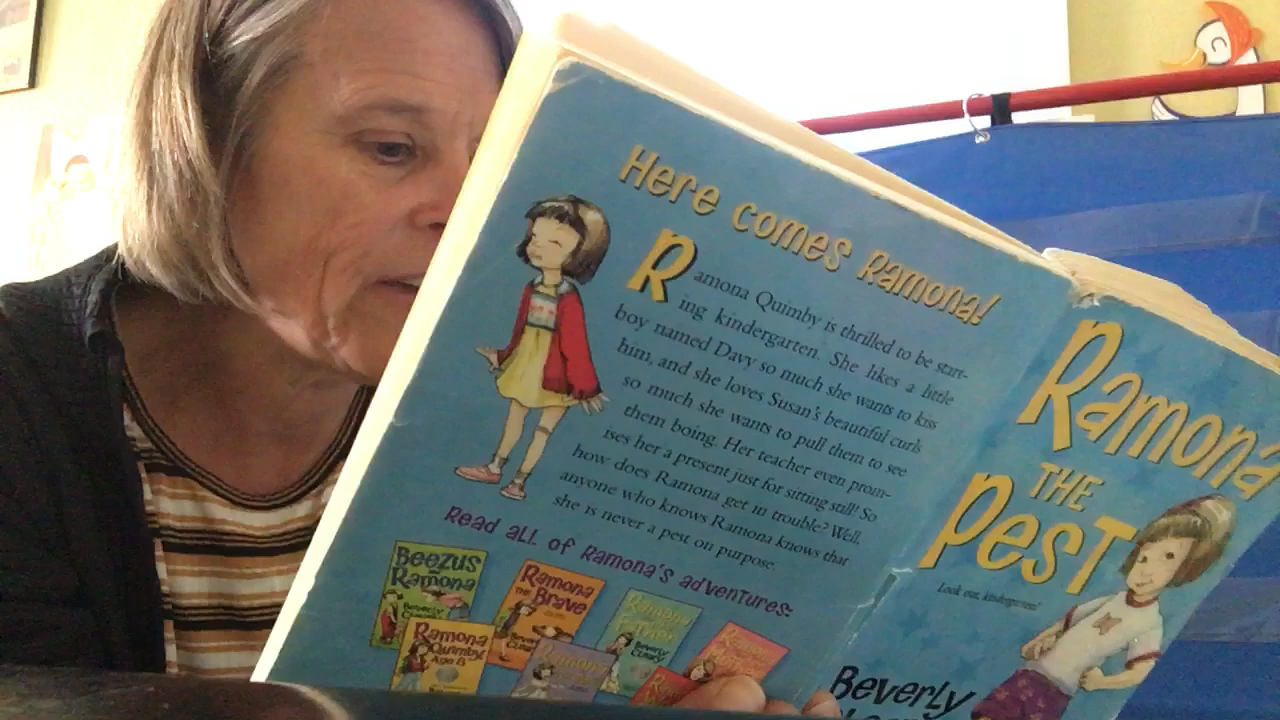 Here comes Ramona!
Ramona Quimby is thrilled to be start-
ing kindergarten. She likes a little
boy named Davy so much she wants to kiss
him, and she loves Susan's beautiful curls
so much she wants to pull them to see
them boing. Her teacher even prom-
ises her a present just for sitting still! So
how does Ramona get in trouble? Well,
anyone who knows Ramona knows that
she is never a pest on purpose.
Read all of Ramona's adventures:
Beezus
and
Ramona
Beverly
Ramona
the Brave
Ramona
Quimby
Age 8
Ramona
THE
Pest
Look out, kindergarten!
Beverly